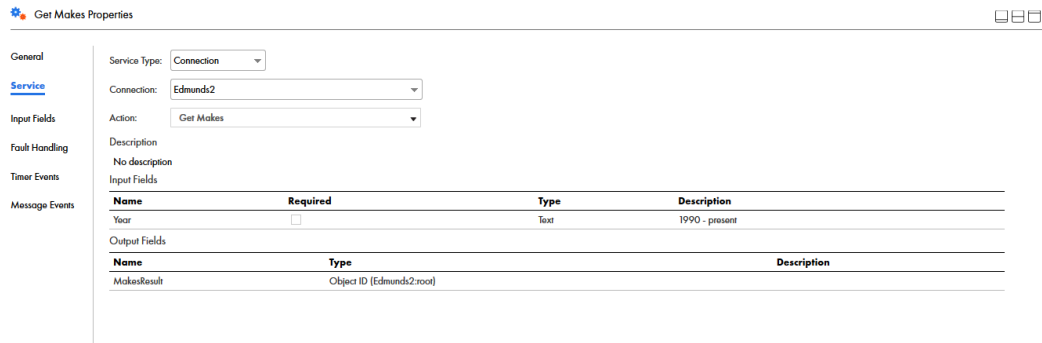 Get Makes Properties
General
Service
Input Fields
Fault Handling
Timer Events
Message Events
Service Type: Connection
Connection: Edmunds2
Action: Get Makes
Description
No description
Input Fields
Name Required Type Description
Year Text 1990 - present
Output Fields
Name Type Description
MakesResult Object ID (Edmunds2:root)